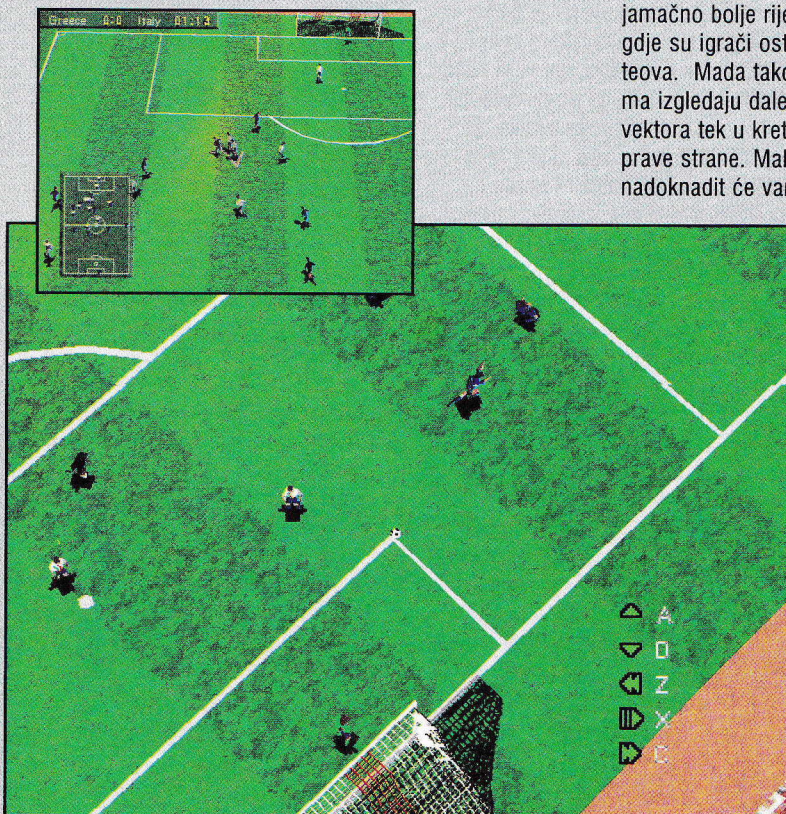 Greece 0:0 Italy 01:13
jamačno bolje rije
gdje su igrači ost
teova. Mada tako
ma izgledaju dale
vektora tek u kret
prave strane. Mal
nadoknadit će var
A
D
Z
X
C